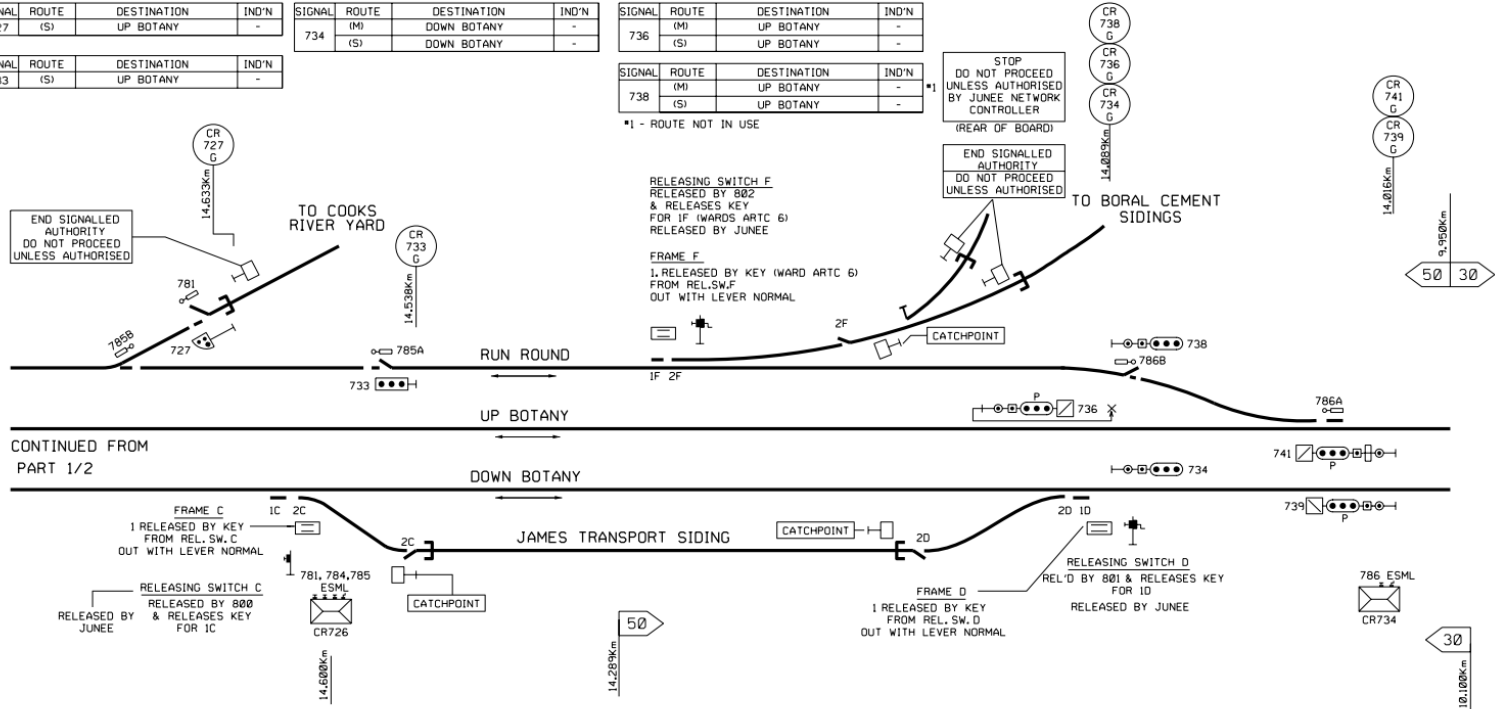 ROUTE DESTINATION IND'N
27 (S) UP BOTANY -
ROUTE DESTINATION IND'N
33 (S) UP BOTANY -
SIGNAL ROUTE DESTINATION IND'N
734 (M) DOWN BOTANY -
(S) DOWN BOTANY -
SIGNAL ROUTE DESTINATION IND'N
736 (M) UP BOTANY -
(S) UP BOTANY -
SIGNAL ROUTE DESTINATION IND'N
738 (M) UP BOTANY - *1
(S) UP BOTANY -
*1 - ROUTE NOT IN USE
STOP
DO NOT PROCEED
UNLESS AUTHORISED
BY JUNEE NETWORK
CONTROLLER
(REAR OF BOARD)
END SIGNALLED
AUTHORITY
DO NOT PROCEED
UNLESS AUTHORISED
CR
738
G
CR
736
G
CR
734
G
14.089Km
CR
741
G
CR
739
G
14.016Km
9.950Km
50 30
CR
727
G
14.633Km
END SIGNALLED
AUTHORITY
DO NOT PROCEED
UNLESS AUTHORISED
TO COOKS
RIVER YARD
CR
733
G
14.538Km
RELEASING SWITCH F
RELEASED BY 802
& RELEASES KEY
FOR 1F (WARDS ARTC 6)
RELEASED BY JUNEE
FRAME F
1. RELEASED BY KEY (WARD ARTC 6)
FROM REL.SW.F
OUT WITH LEVER NORMAL
TO BORAL CEMENT
SIDINGS
781
785B
727
785A
733
RUN ROUND
1F 2F
2F
CATCHPOINT
738
786B
736
P
786A
UP BOTANY
741
P
CONTINUED FROM
PART 1/2
DOWN BOTANY
734
739
P
FRAME C
1 RELEASED BY KEY
FROM REL.SW.C
OUT WITH LEVER NORMAL
1C 2C
2C
JAMES TRANSPORT SIDING
CATCHPOINT
2D
2D 1D
RELEASING SWITCH C
RELEASED BY 800
& RELEASES KEY
FOR 1C
RELEASED BY
JUNEE
781, 784,785
ESML
CR726
CATCHPOINT
14.600Km
50
14.289Km
FRAME D
1 RELEASED BY KEY
FROM REL.SW.D
OUT WITH LEVER NORMAL
RELEASING SWITCH D
REL'D BY 801 & RELEASES KEY
FOR 1D
RELEASED BY JUNEE
786 ESML
CR734
30
10.100Km